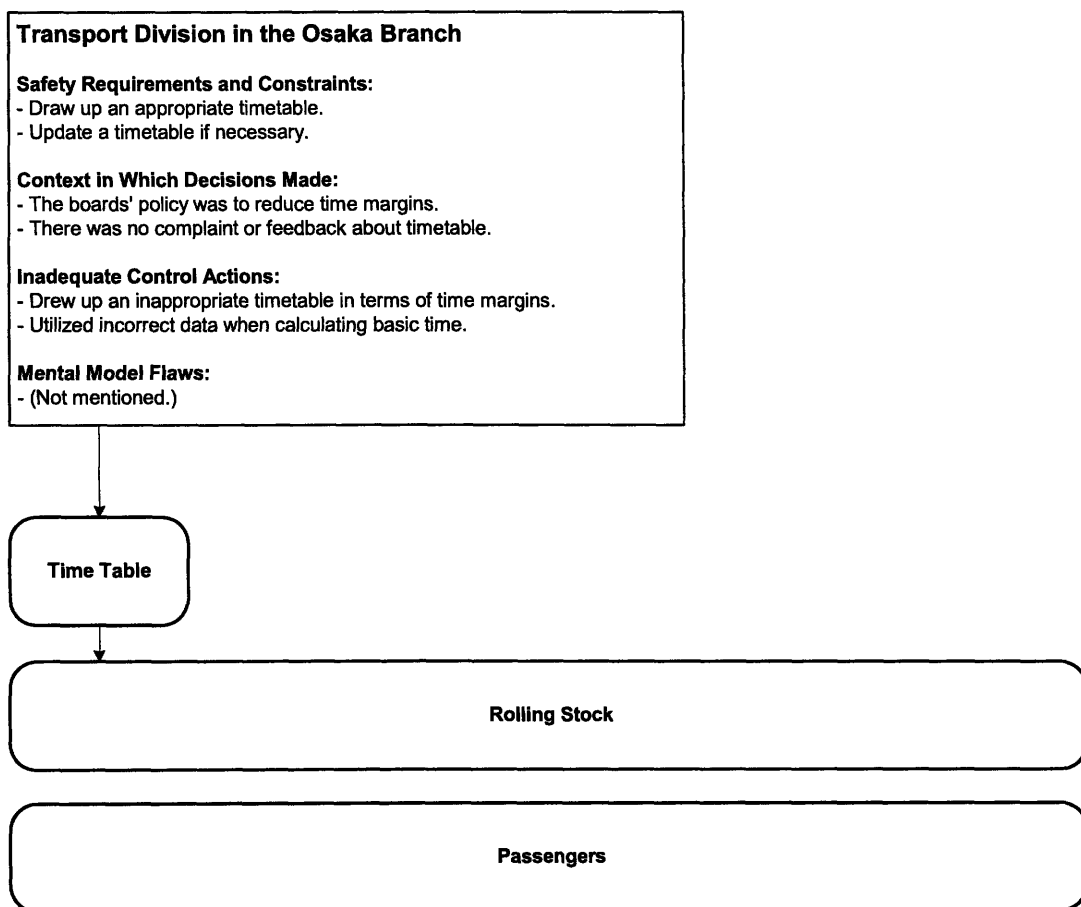 Transport Division in the Osaka Branch
Safety Requirements and Constraints:
- Draw up an appropriate timetable.
- Update a timetable if necessary.
Context in Which Decisions Made:
- The boards' policy was to reduce time margins.
- There was no complaint or feedback about timetable.
Inadequate Control Actions:
- Drew up an inappropriate timetable in terms of time margins.
- Utilized incorrect data when calculating basic time.
Mental Model Flaws:
- (Not mentioned.)
Time Table
Rolling Stock
Passengers